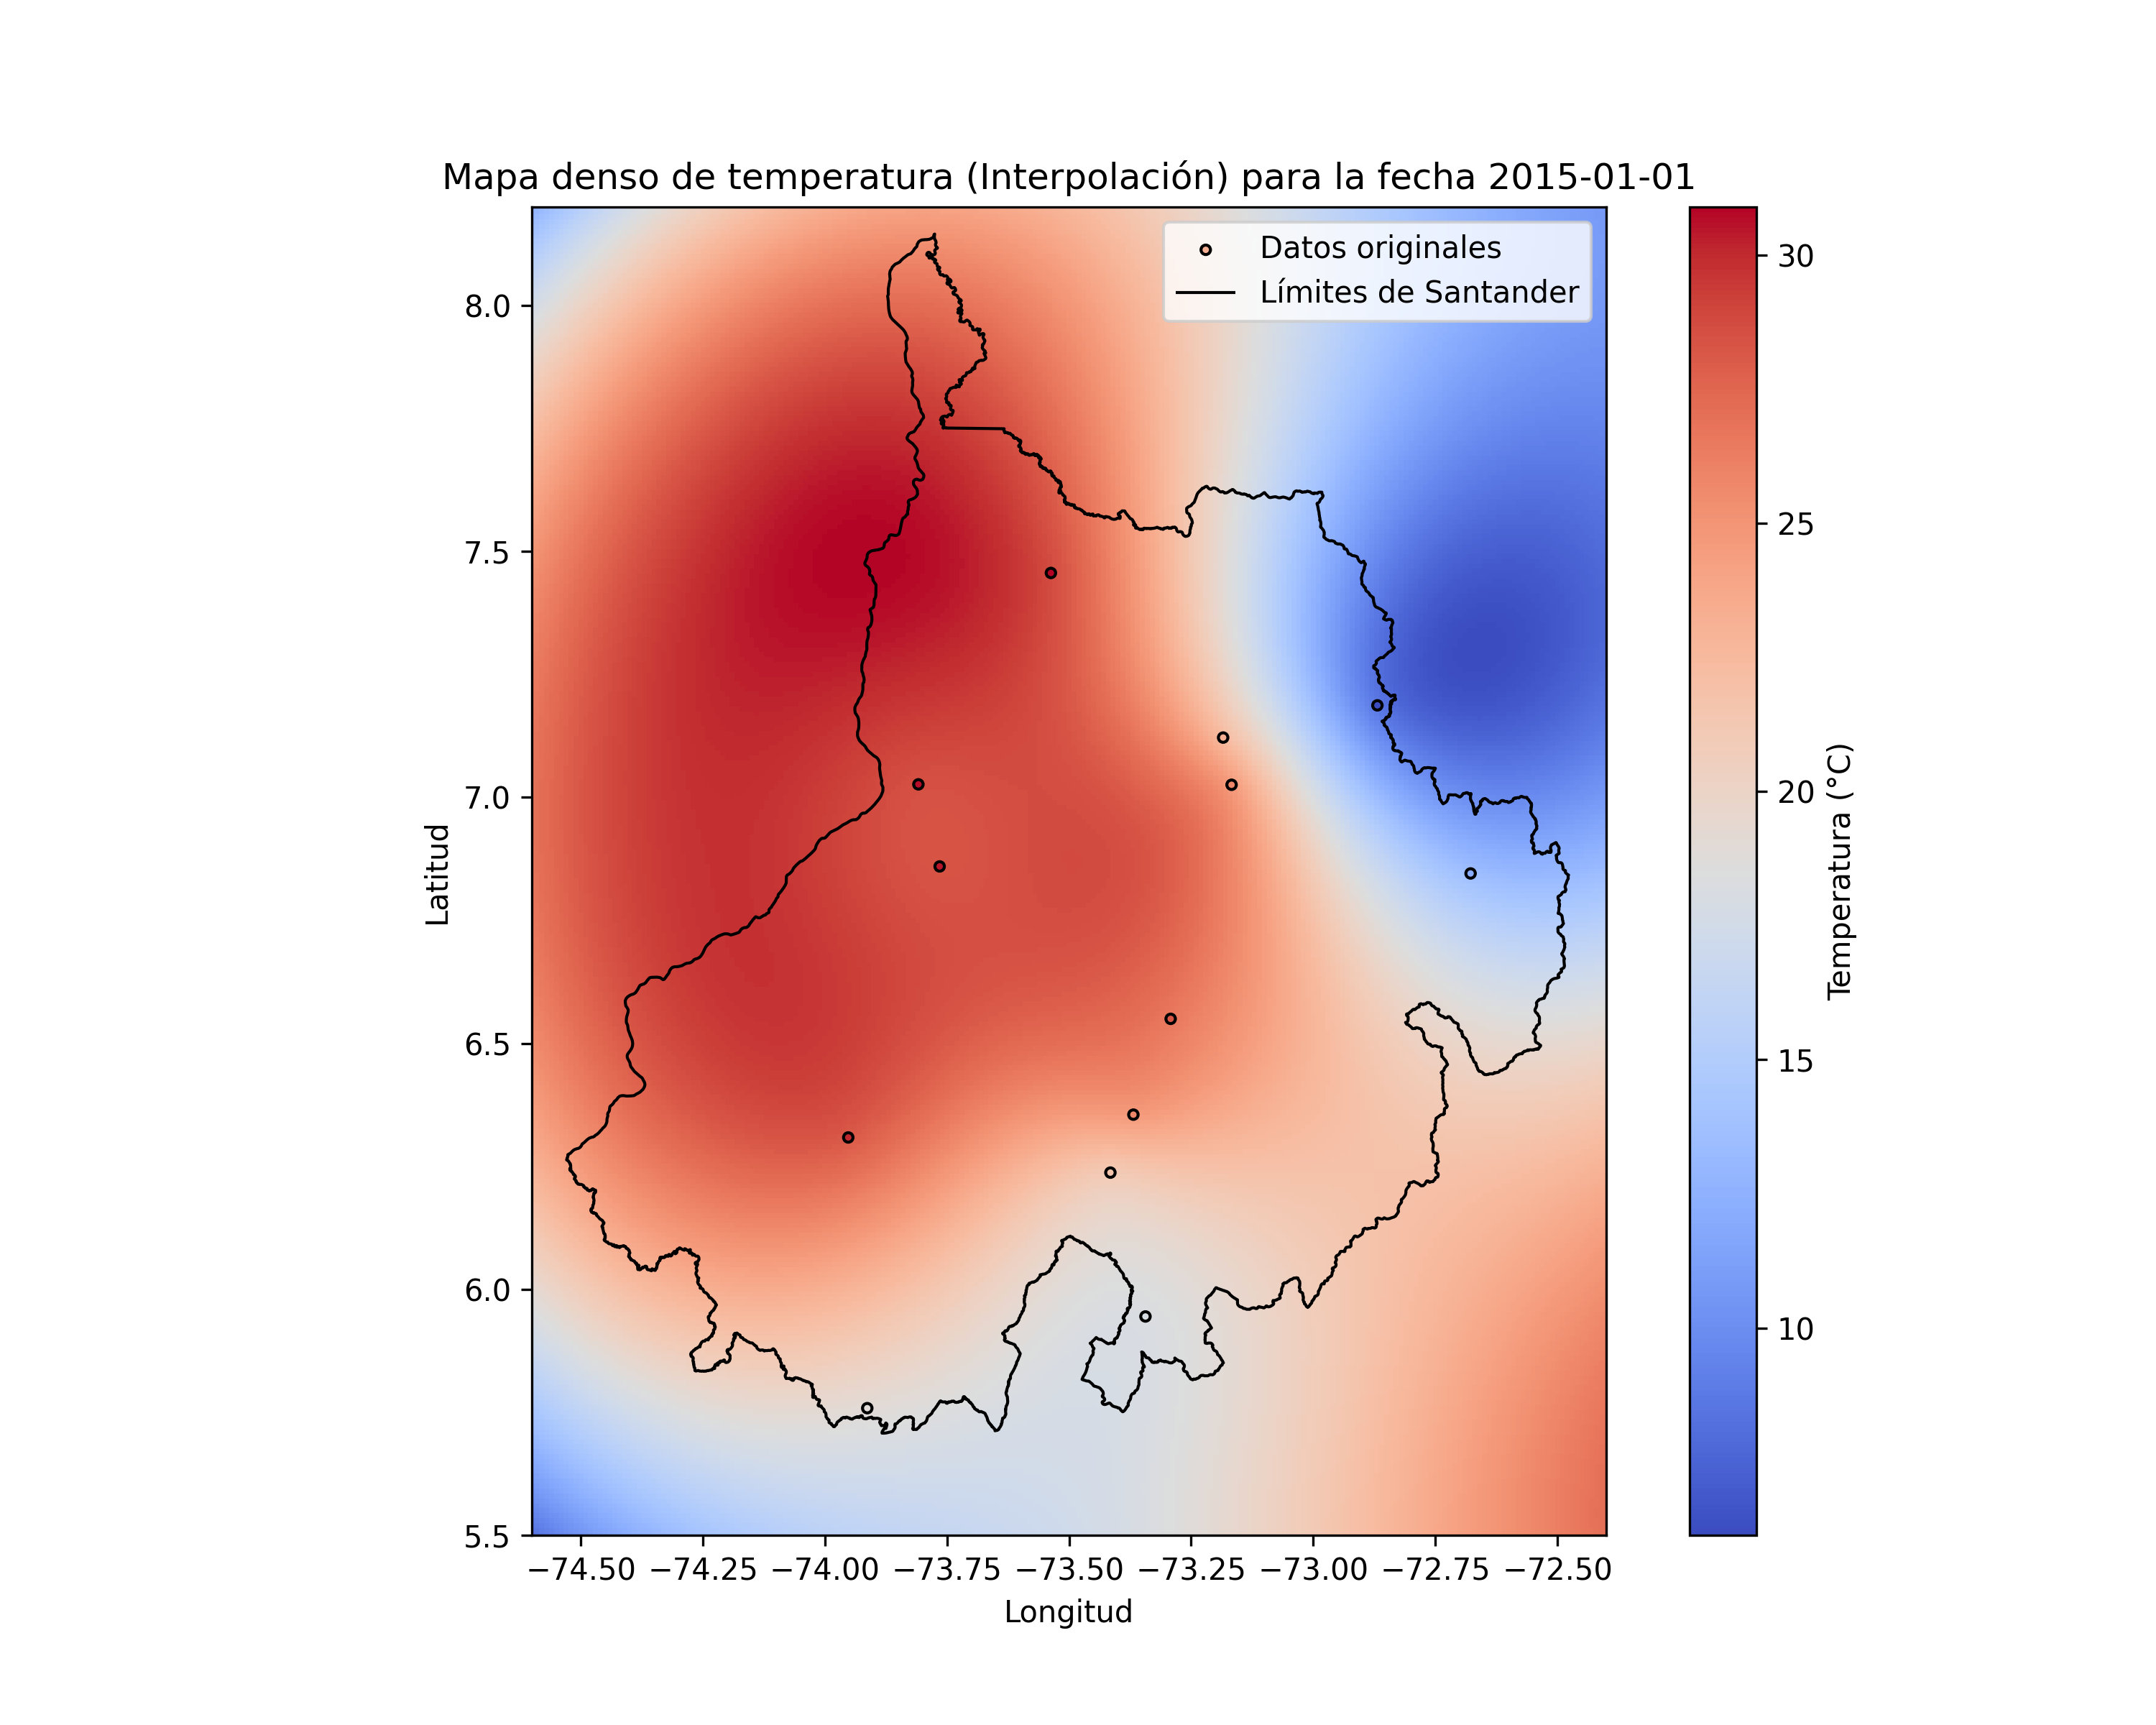 Mapa denso de temperatura (Interpolación) para la fecha 2015-01-01
Datos originales
Límites de Santander
8.0
7.5
7.0
6.5
6.0
5.5
Latitud
−74.50 −74.25 −74.00 −73.75 −73.50 −73.25 −73.00 −72.75 −72.50
Longitud
30
25
20
15
10
Temperatura (°C)